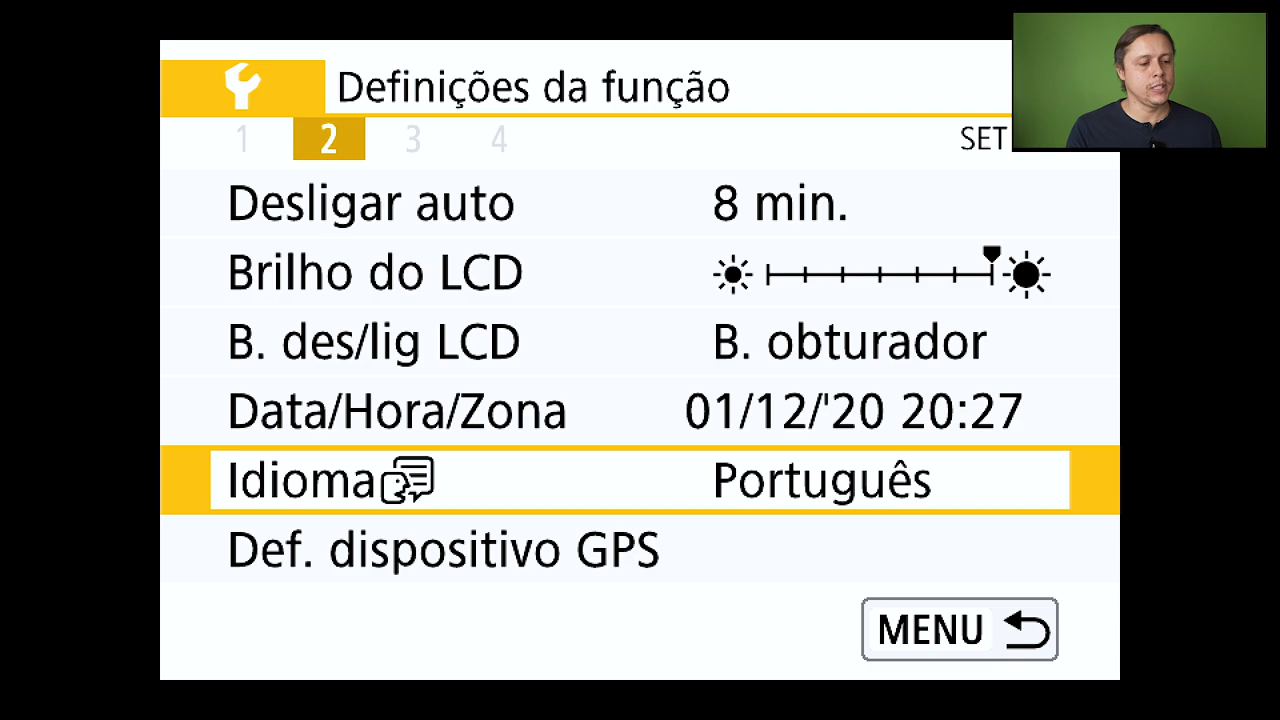 Definições da função
1 2 3 4 SET
Desligar auto 8 min.
Brilho do LCD
B. des/lig LCD B. obturador
Data/Hora/Zona 01/12/'20 20:27
Idioma Português
Def. dispositivo GPS
MENU